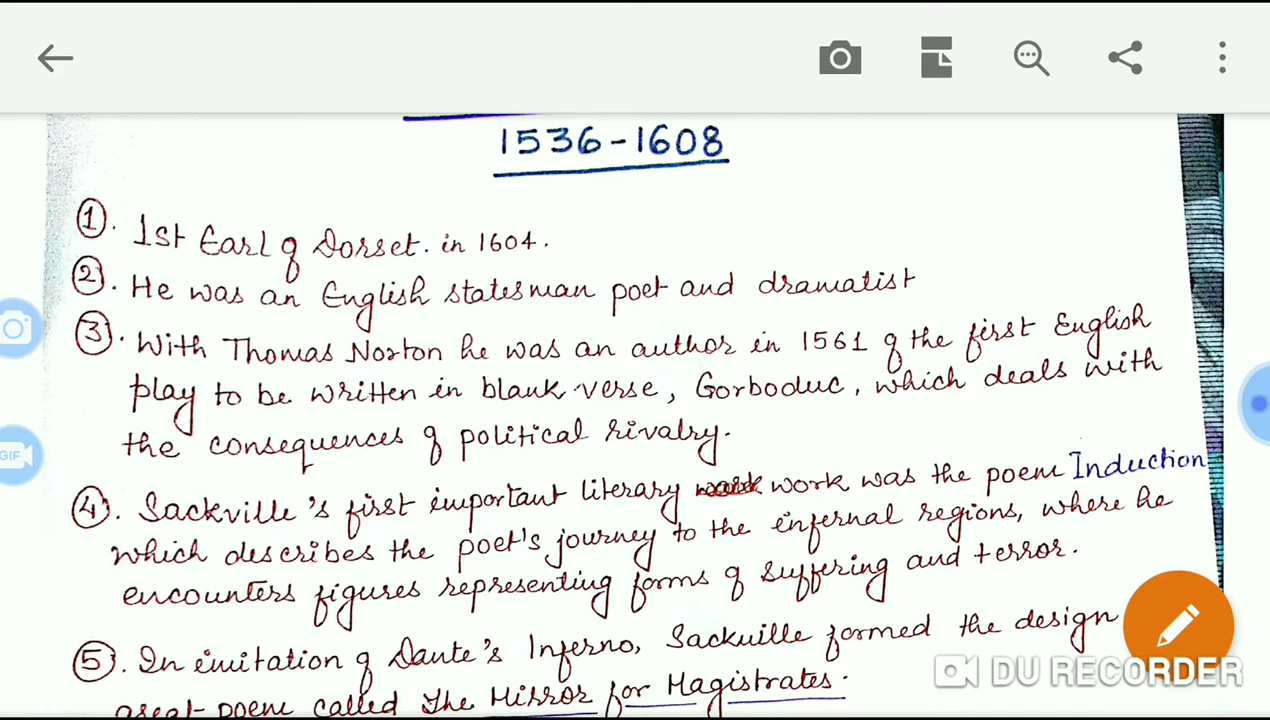 1536-1608
①. 1st Earl of Dorset. in 1604.
②. He was an English statesman poet and dramatist
③. With Thomas Norton he was an author in 1561 of the first English
play to be written in blank verse, Gorboduc, which deals with
the consequences of political rivalry.
④. Sackville's first important literary work was the poem Induction
which describes the poet's journey to the infernal regions, where he
encounters figures representing forms of suffering and terror.
⑤. In imitation of Dante's Inferno, Sackville formed the design
great poem called The Mirror for Magistrates.
GIF
DU RECORDER